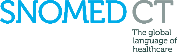 SNOMED CT
The global
language of
healthcare